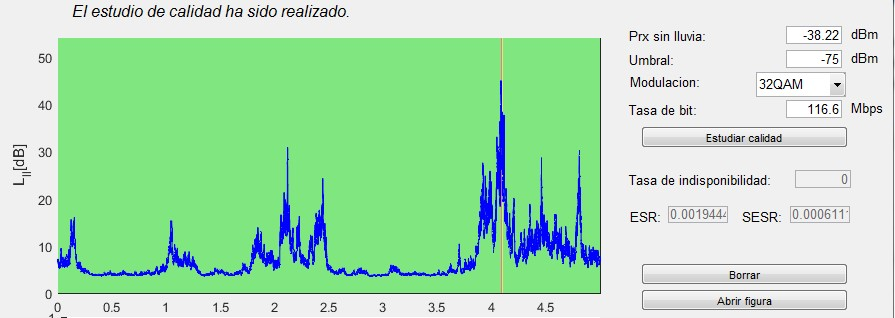 El estudio de calidad ha sido realizado.
50
40
30
20
10
0
L_II[dB]
0 0.5 1 1.5 2 2.5 3 3.5 4 4.5
Prx sin lluvia: -38.22 dBm
Umbral: -75 dBm
Modulacion: 32QAM
Tasa de bit: 116.6 Mbps
Estudiar calidad
Tasa de indisponibilidad: 0
ESR: 0.001944 SESR: 0.000611
Borrar
Abrir figura